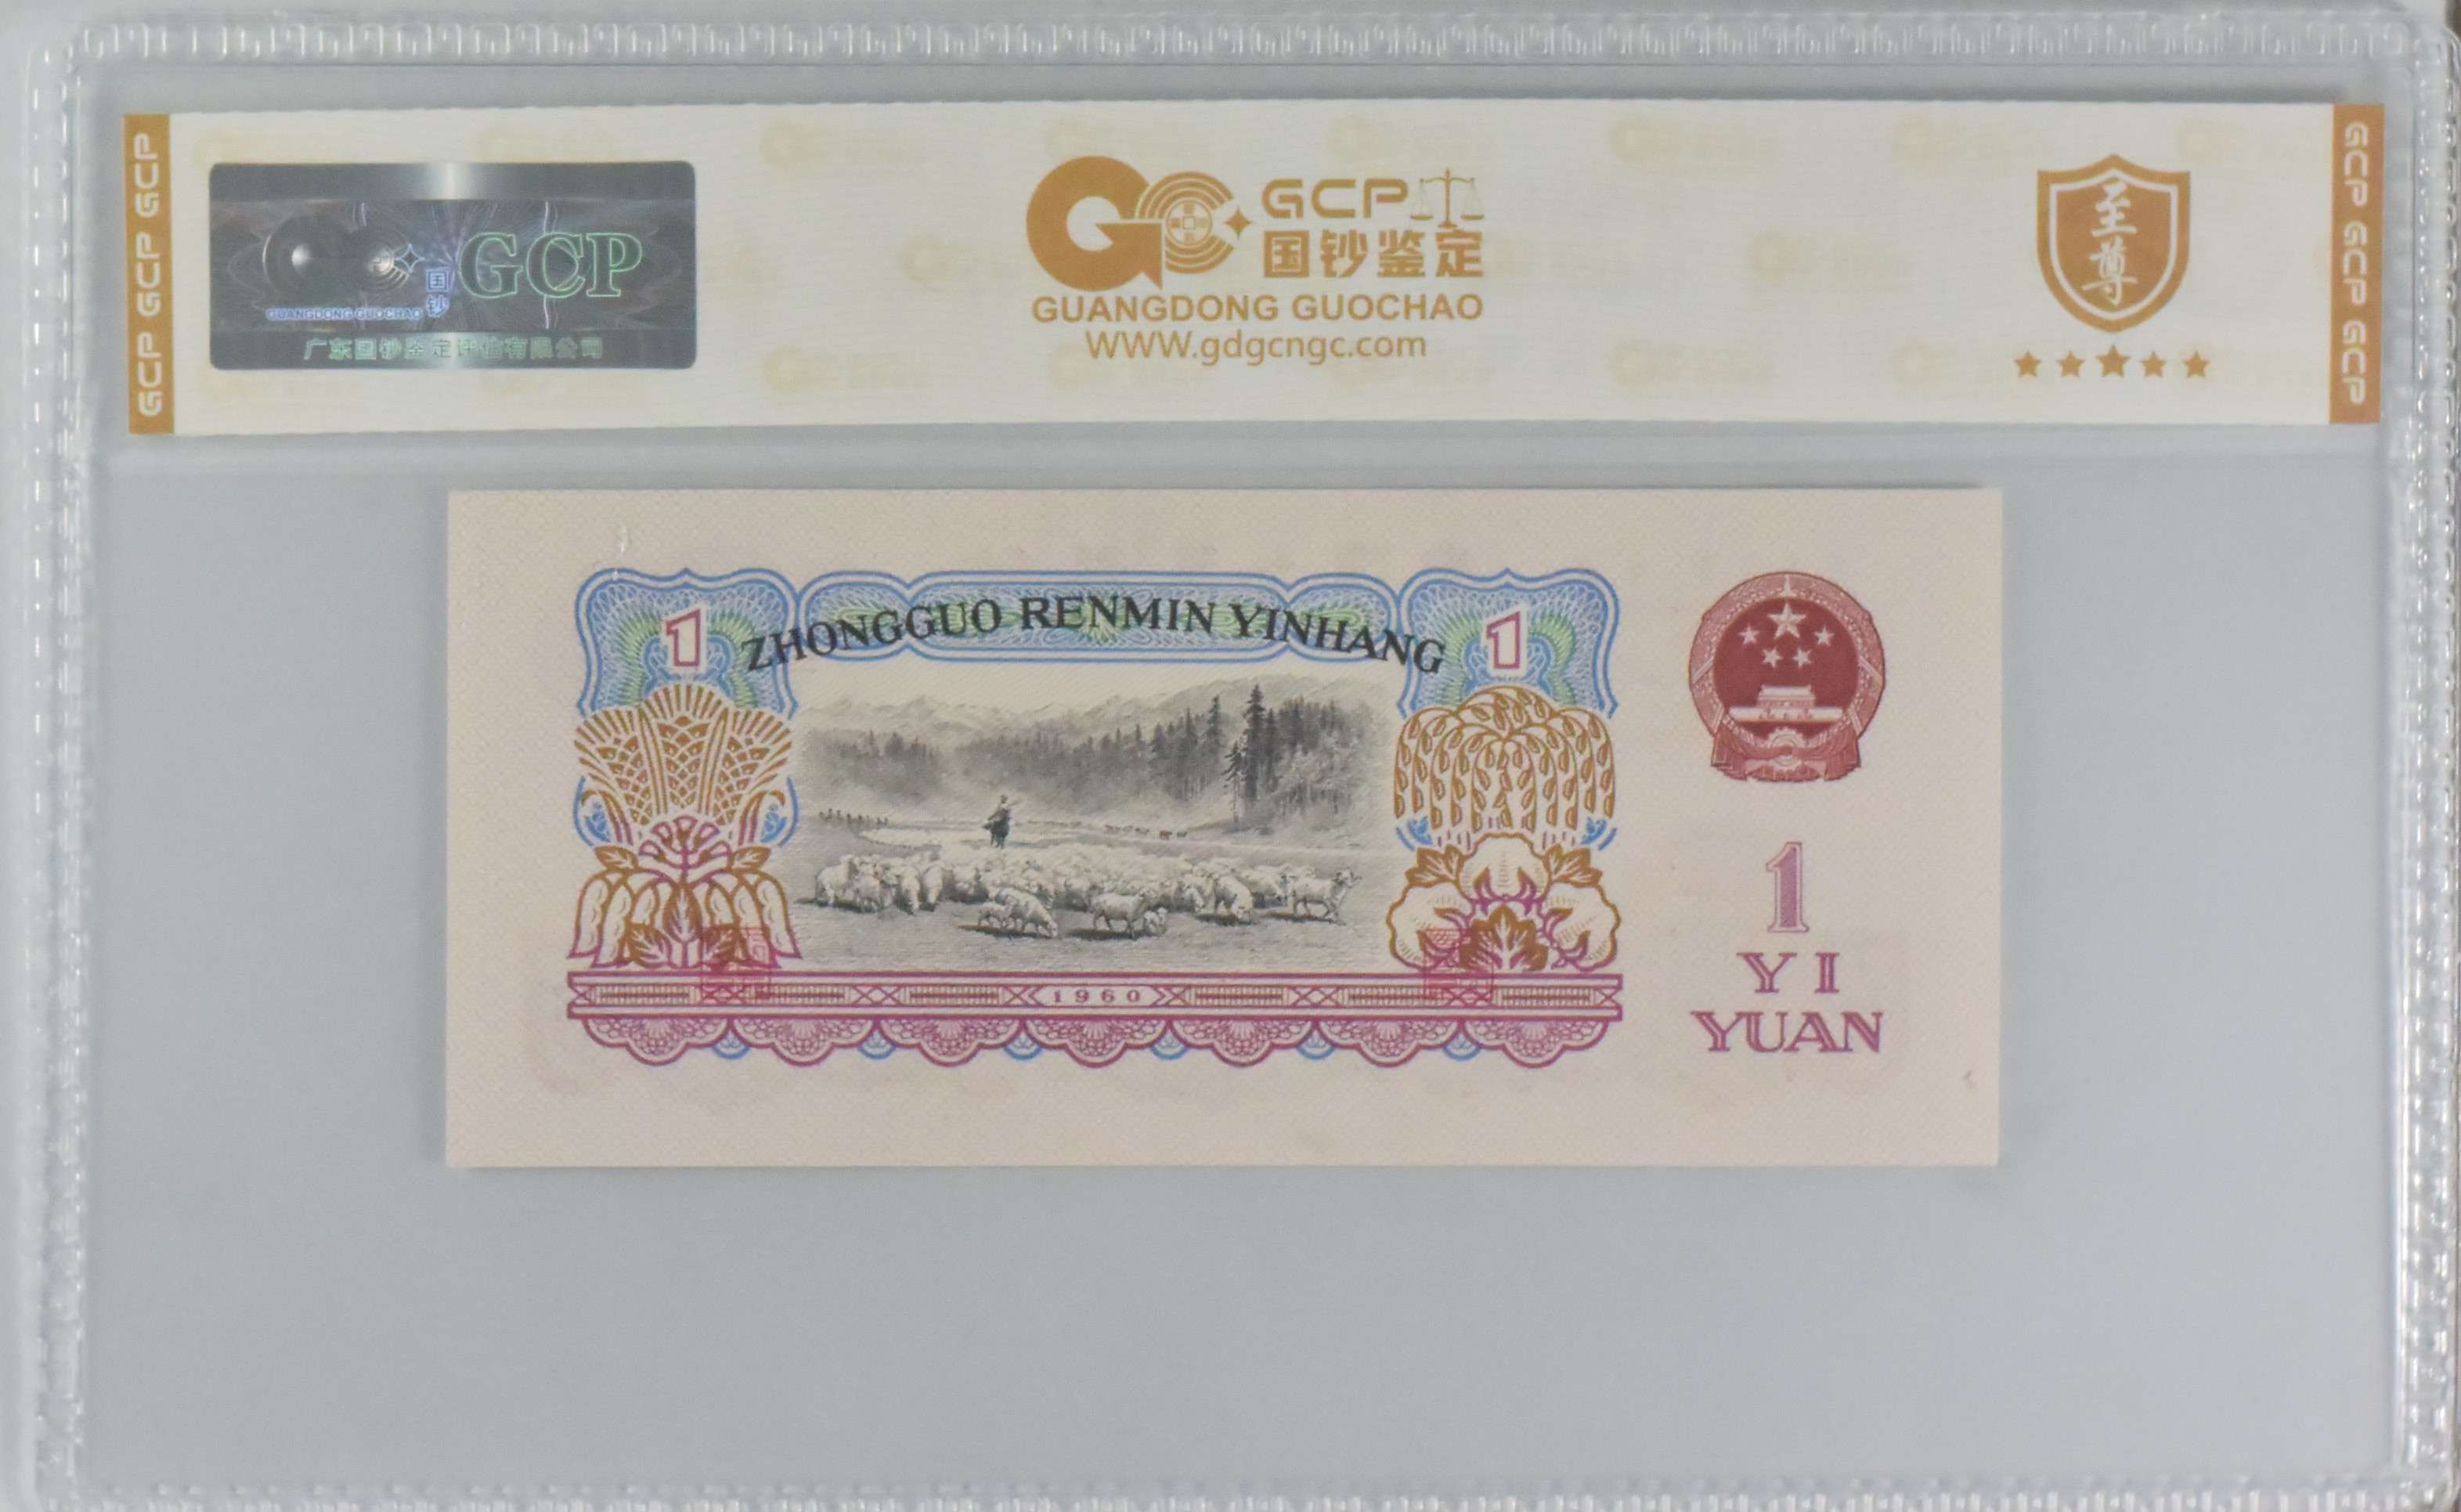 GCP GCP GCP
国钞
GCP
GUANGDONG GUOCHAO
广东国钞鉴定评估有限公司
GCP
国钞鉴定
GUANGDONG GUOCHAO
WWW.gdgcngc.com
至尊
GCP GCP GCP
1
ZHONGGUO RENMIN YINHANG
1
1960
1
YI
YUAN